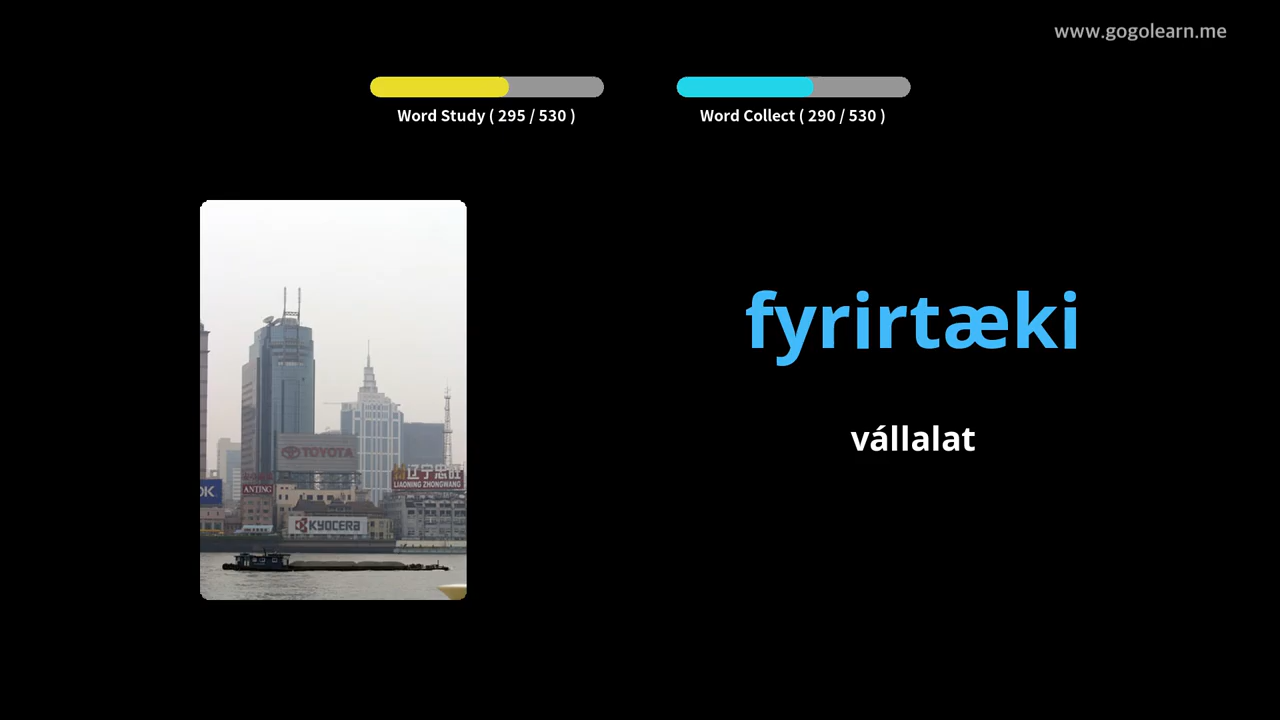 www.gogolearn.me
Word Study ( 295 / 530 )
Word Collect ( 290 / 530 )
fyrirtæki
vállalat
TOYOTA
辽宁忠旺
LIAONING ZHONGWANG
OK
ANTING
KYOCERA